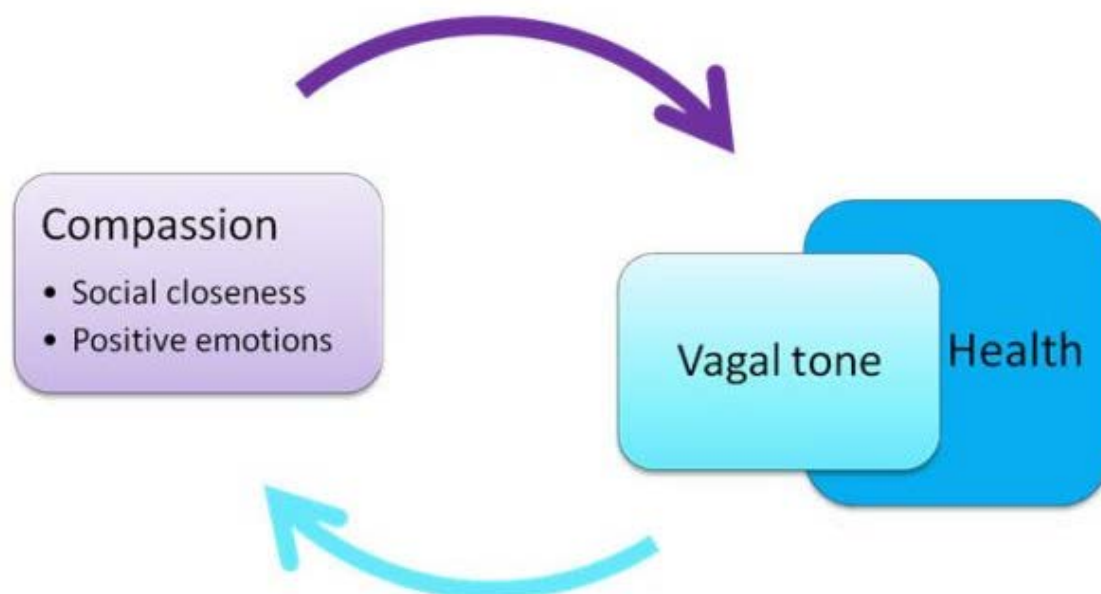 Compassion
• Social closeness
• Positive emotions
Vagal tone
Health